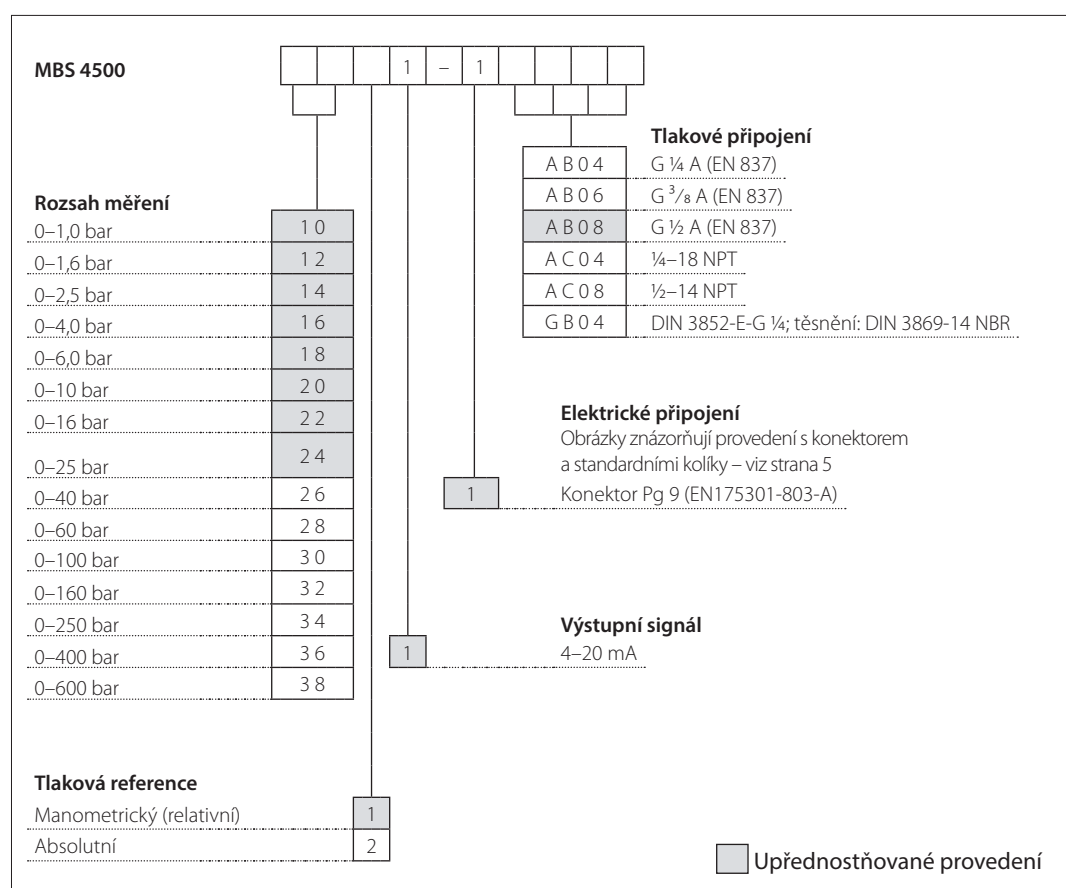 MBS 4500 1 – 1
Tlakové připojení
AB04 G ¼ A (EN 837)
AB06 G ³/₈ A (EN 837)
AB08 G ½ A (EN 837)
AC04 ¼–18 NPT
AC08 ½–14 NPT
GB04 DIN 3852-E-G ¼; těsnění: DIN 3869-14 NBR
Rozsah měření
0–1,0 bar 10
0–1,6 bar 12
0–2,5 bar 14
0–4,0 bar 16
0–6,0 bar 18
0–10 bar 20
0–16 bar 22
0–25 bar 24
0–40 bar 26
0–60 bar 28
0–100 bar 30
0–160 bar 32
0–250 bar 34
0–400 bar 36
0–600 bar 38
Elektrické připojení
Obrázky znázorňují provedení s konektorem
a standardními kolíky – viz strana 5
1 Konektor Pg 9 (EN175301-803-A)
Výstupní signál
1 4–20 mA
Tlaková reference
Manometrický (relativní) 1
Absolutní 2
Upřednostňované provedení